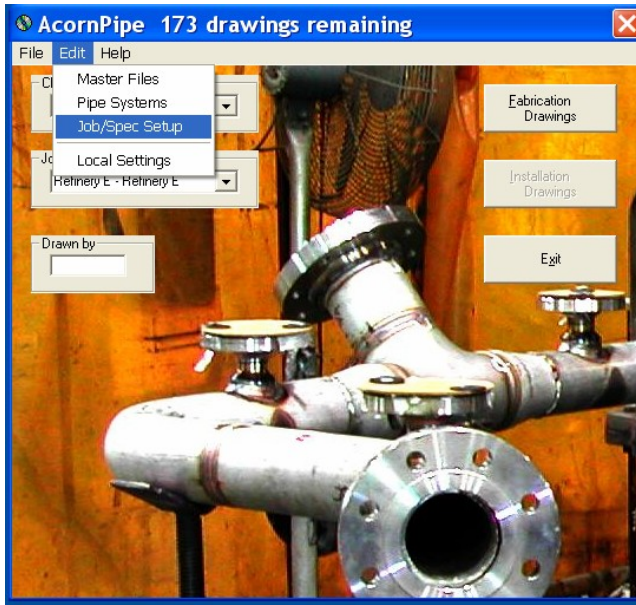 AcornPipe 173 drawings remaining
File Edit Help
Master Files
Pipe Systems
Job/Spec Setup
Local Settings
Refinery E - Refinery E
Drawn by
Fabrication
Drawings
Installation
Drawings
Exit